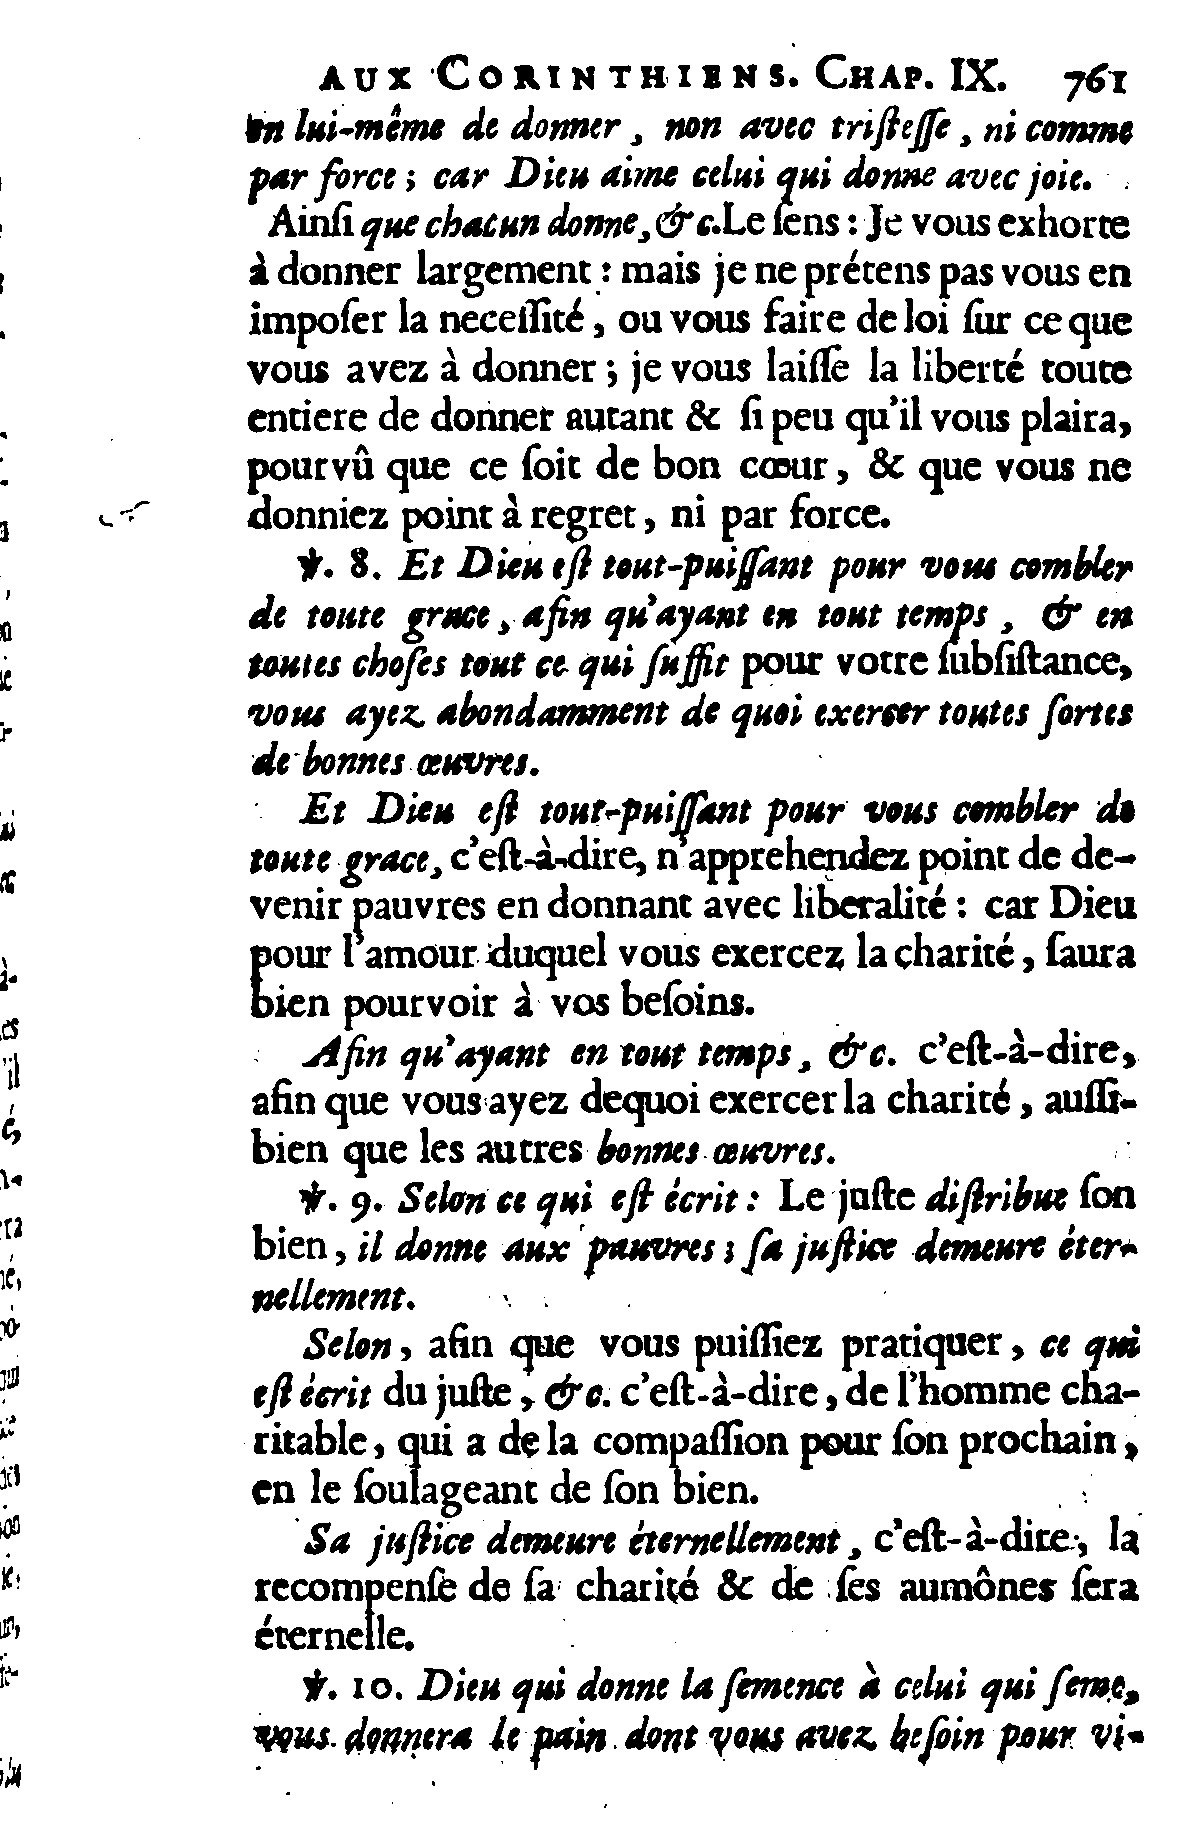 AUX CORINTHIENS. CHAP. IX. 761
en lui-même de donner, non avec tristesse, ni comme
par force; car Dieu aime celui qui donne avec joie.
Ainſi que chacun donne, &c. Le ſens : Je vous exhorte
à donner largement : mais je ne prétens pas vous en
impoſer la neceſſité, ou vous faire de loi ſur ce que
vous avez à donner ; je vous laiſſe la liberté toute
entiere de donner autant & ſi peu qu'il vous plaira,
pourvû que ce ſoit de bon cœur, & que vous ne
donniez point à regret, ni par force.
℣. 8. Et Dieu eſt tout-puiſſant pour vous combler
de toute grace, afin qu'ayant en tout temps, & en
toutes choſes tout ce qui ſuffit pour votre ſubſiſtance,
vous ayez abondamment de quoi exercer toutes ſortes
de bonnes œuvres.
Et Dieu eſt tout-puiſſant pour vous combler de
toute grace, c'eſt-à-dire, n'apprehendez point de de-
venir pauvres en donnant avec liberalité : car Dieu
pour l'amour duquel vous exercez la charité, ſaura
bien pourvoir à vos beſoins.
Afin qu'ayant en tout temps, &c. c'eſt-à-dire,
afin que vous ayez dequoi exercer la charité, auſſi-
bien que les autres bonnes œuvres.
℣. 9. Selon ce qui eſt écrit : Le juſte diſtribue ſon
bien, il donne aux pauvres ; ſa juſtice demeure éter-
nellement.
Selon, afin que vous puiſſiez pratiquer, ce qui
eſt écrit du juſte, &c. c'eſt-à-dire, de l'homme cha-
ritable, qui a de la compaſſion pour ſon prochain,
en le ſoulageant de ſon bien.
Sa juſtice demeure éternellement, c'eſt-à-dire, la
recompenſe de ſa charité & de ſes aumônes ſera
éternelle.
℣. 10. Dieu qui donne la ſemence à celui qui ſeme,
vous donnera le pain dont vous avez beſoin pour vi-